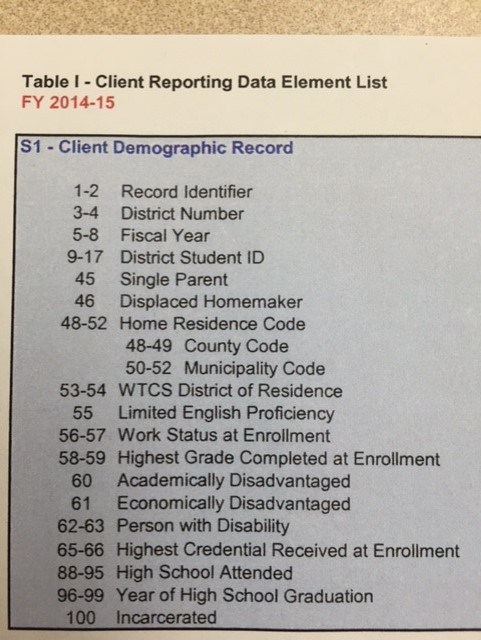 Table I - Client Reporting Data Element List
FY 2014-15
S1 - Client Demographic Record
1-2 Record Identifier
3-4 District Number
5-8 Fiscal Year
9-17 District Student ID
45 Single Parent
46 Displaced Homemaker
48-52 Home Residence Code
48-49 County Code
50-52 Municipality Code
53-54 WTCS District of Residence
55 Limited English Proficiency
56-57 Work Status at Enrollment
58-59 Highest Grade Completed at Enrollment
60 Academically Disadvantaged
61 Economically Disadvantaged
62-63 Person with Disability
65-66 Highest Credential Received at Enrollment
88-95 High School Attended
96-99 Year of High School Graduation
100 Incarcerated